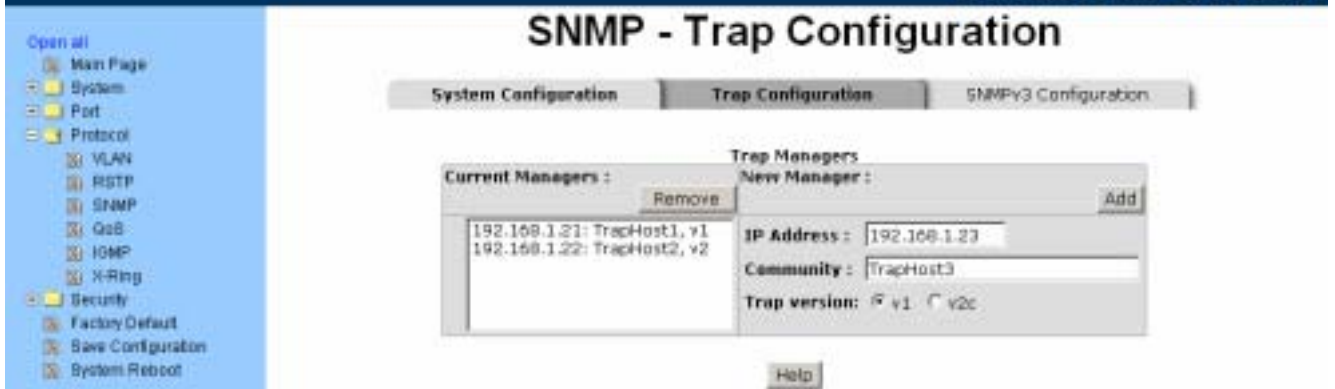 SNMP - Trap Configuration
Open all
Main Page
System
Port
Protocol
VLAN
RSTP
SNMP
QoS
IGMP
X-Ring
Security
Factory Default
Save Configuration
System Reboot
System Configuration
Trap Configuration
SNMPv3 Configuration
Trap Managers
Current Managers :
Remove
192.168.1.21: TrapHost1, v1
192.168.1.22: TrapHost2, v2
New Manager :
Add
IP Address : 192.168.1.23
Community : TrapHost3
Trap version: v1 v2c
Help